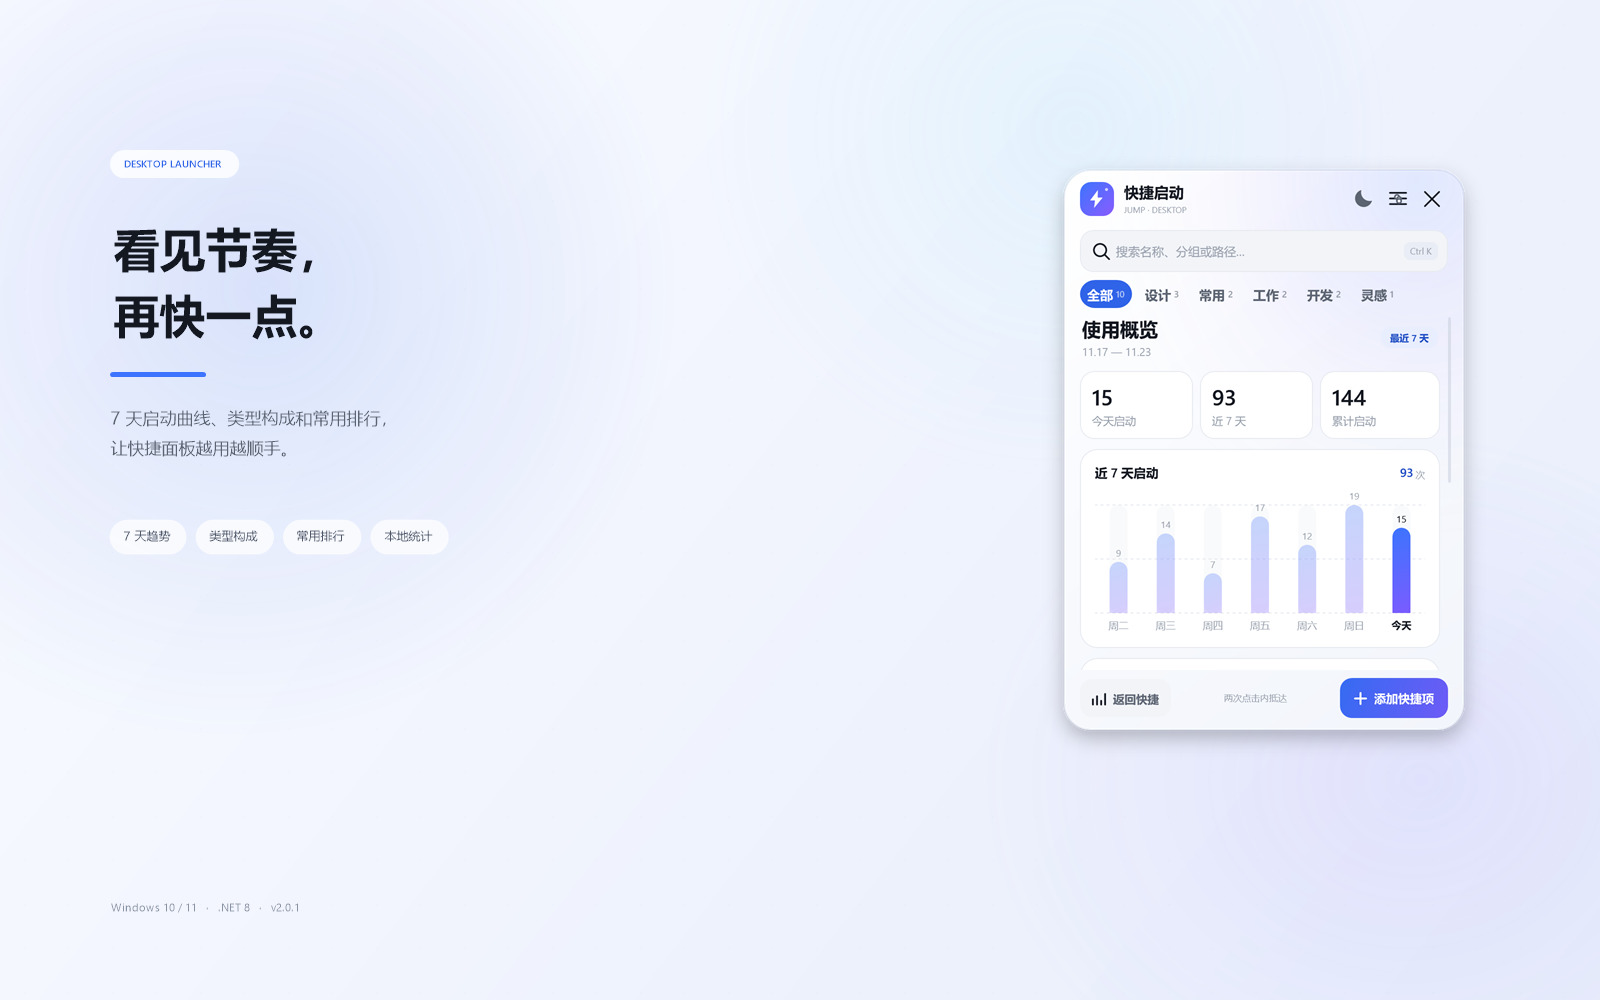 DESKTOP LAUNCHER
看见节奏，
再快一点。
7 天启动曲线、类型构成和常用排行，
让快捷面板越用越顺手。
7 天趋势 类型构成 常用排行 本地统计
Windows 10 / 11 · .NET 8 · v2.0.1
快捷启动
JUMP · DESKTOP
搜索名称、分组或路径... Ctrl K
全部 10 设计 3 常用 2 工作 2 开发 2 灵感 1
使用概览
最近 7 天
11.17 — 11.23
15 93 144
今天启动 近 7 天 累计启动
近 7 天启动 93 次
9 14 7 17 12 19 15
周二 周三 周四 周五 周六 周日 今天
返回快捷 两次点击内抵达 添加快捷项